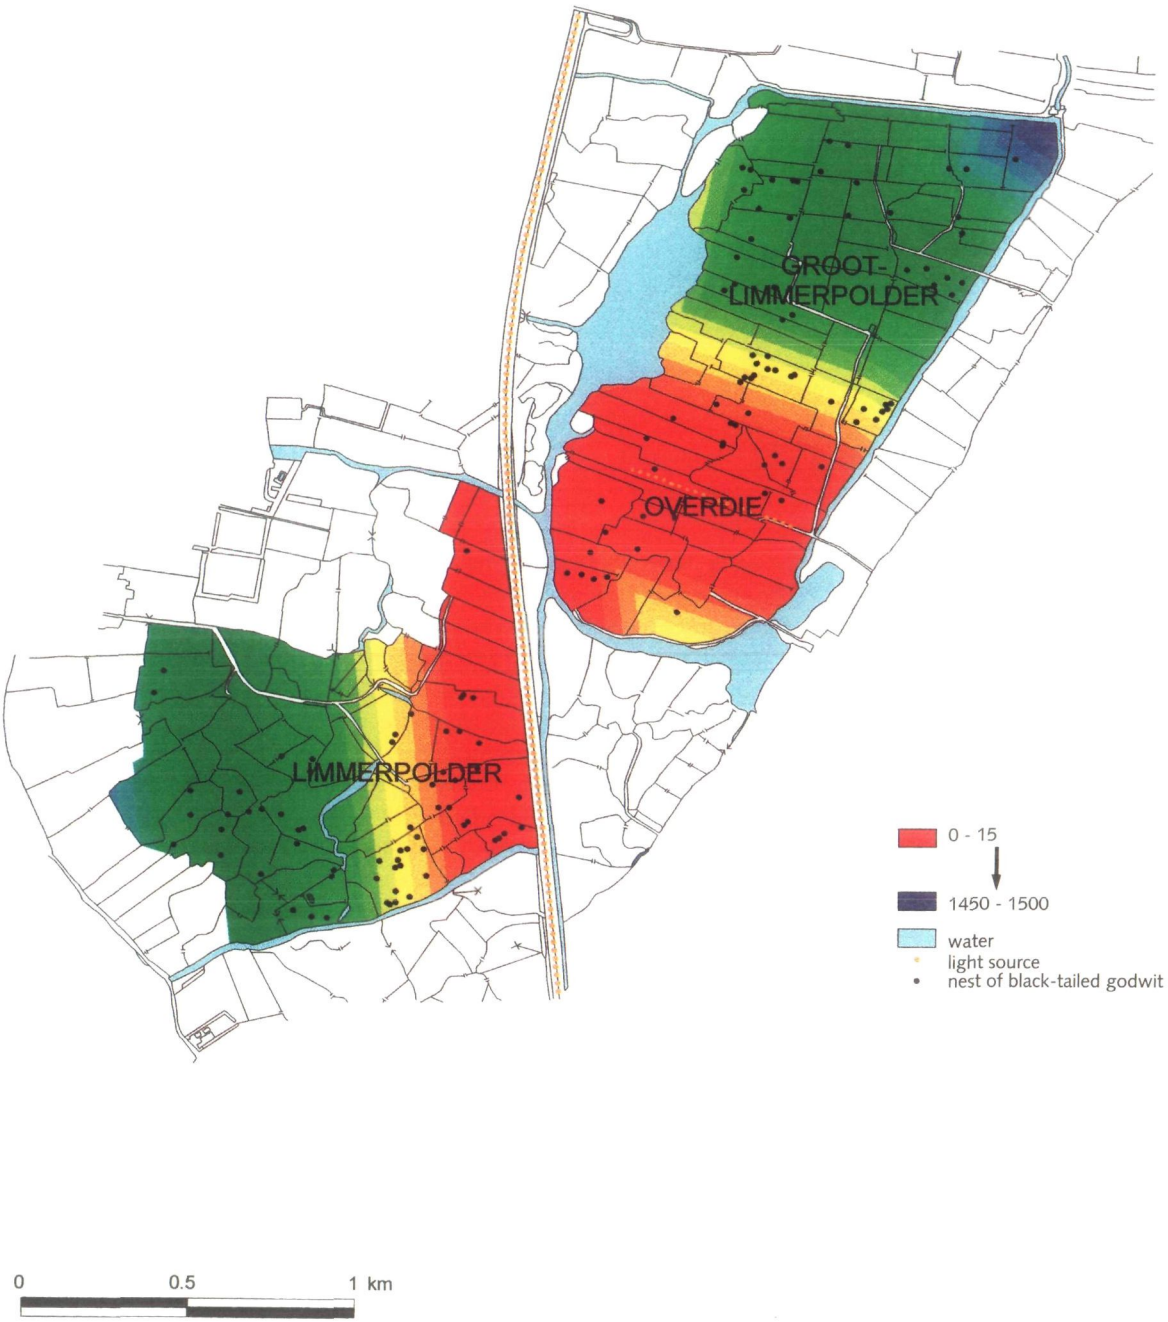 GROOT-
LIMMERPOLDER
OVERDIE
LIMMERPOLDER
0 - 15
1450 - 1500
water
light source
nest of black-tailed godwit
0 0.5 1 km